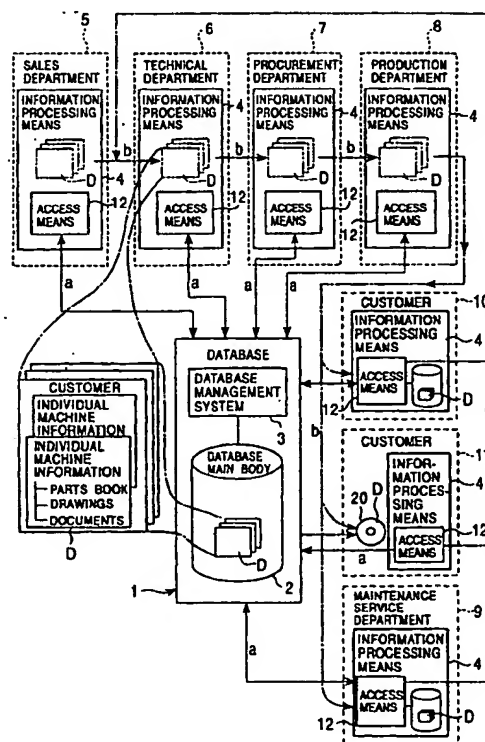 5
6
7
8
SALES
DEPARTMENT
INFORMATION
PROCESSING
MEANS
D
4
ACCESS
MEANS
12
a
b
TECHNICAL
DEPARTMENT
INFORMATION
PROCESSING
MEANS
4
D
ACCESS
MEANS
12
a
b
PROCUREMENT
DEPARTMENT
INFORMATION
PROCESSING
MEANS
4
D
ACCESS
MEANS
12
a
b
PRODUCTION
DEPARTMENT
INFORMATION
PROCESSING
MEANS
4
D
12
ACCESS
MEANS
a
DATABASE
DATABASE
MANAGEMENT
SYSTEM
3
DATABASE
MAIN BODY
D
1
2
CUSTOMER
INDIVIDUAL
MACHINE
INFORMATION
INDIVIDUAL
MACHINE
INFORMATION
PARTS BOOK
DRAWINGS
DOCUMENTS
D
b
CUSTOMER
10
INFORMATION
PROCESSING
MEANS
4
ACCESS
MEANS
12
D
CUSTOMER
11
20
D
INFOR-
MATION
PROCES-
SING
MEANS
4
12
ACCESS
MEANS
a
MAINTENANCE
SERVICE
DEPARTMENT
9
INFORMATION
PROCESSING
MEANS
4
ACCESS
MEANS
12
D
a